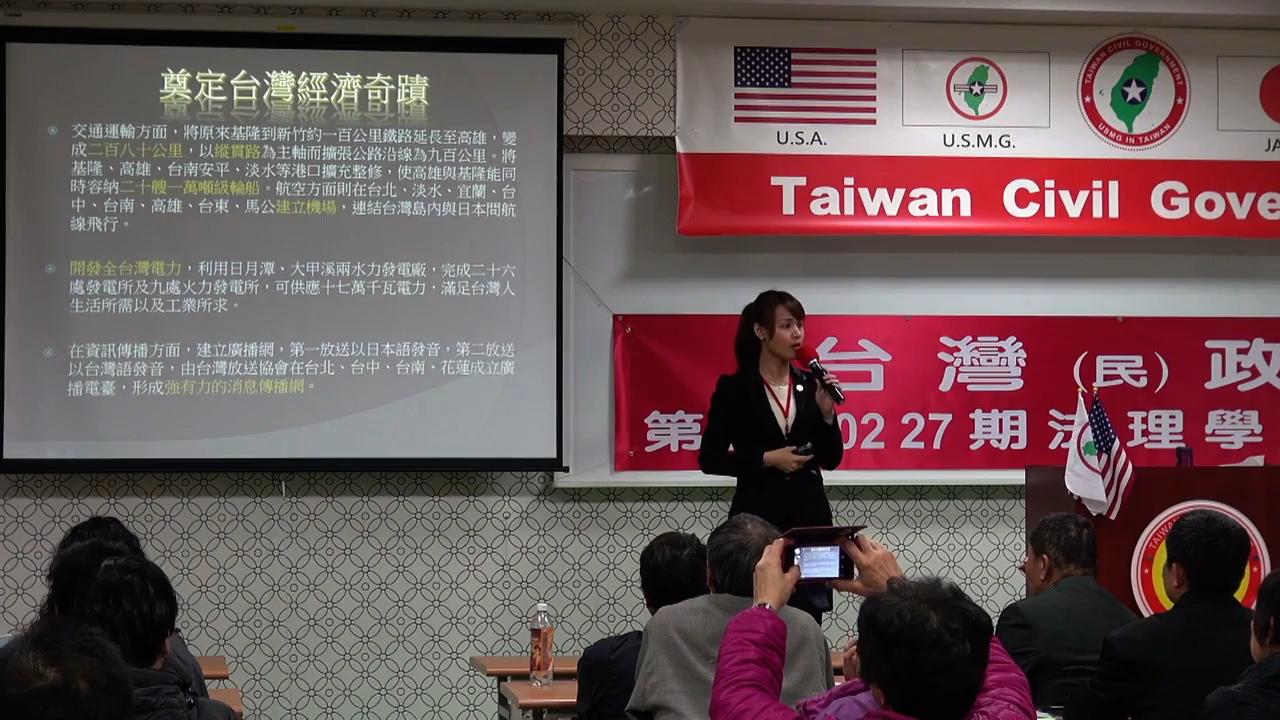 奠定台灣經濟奇蹟
交通運輸方面，將原來基隆到新竹約一百公里鐵路延長至高雄，變
成二百八十公里，以縱貫路為主軸而擴張公路沿線為九百公里。將
基隆、高雄、台南安平、淡水等港口擴充整修，使高雄與基隆能同
時容納二十艘一萬噸級輪船。航空方面則在台北、淡水、宜蘭、台
中、台南、高雄、台東、馬公建立機場，連結台灣島內與日本間航
線飛行。
開發全台灣電力，利用日月潭、大甲溪兩水力發電廠，完成二十六
處發電所及九處火力發電所，可供應十七萬千瓦電力，滿足台灣人
生活所需以及工業所求。
在資訊傳播方面，建立廣播網，第一放送以日本語發音，第二放送
以台灣語發音，由台灣放送協會在台北、台中、台南、花蓮成立廣
播電臺，形成強有力的消息傳播網。
U.S.A.
U.S.M.G.
TAIWAN CIVIL GOVERNMENT
USMG IN TAIWAN
JA
Taiwan Civil Gove
台灣(民)政
第 02 27 期法理學
TAIWAN